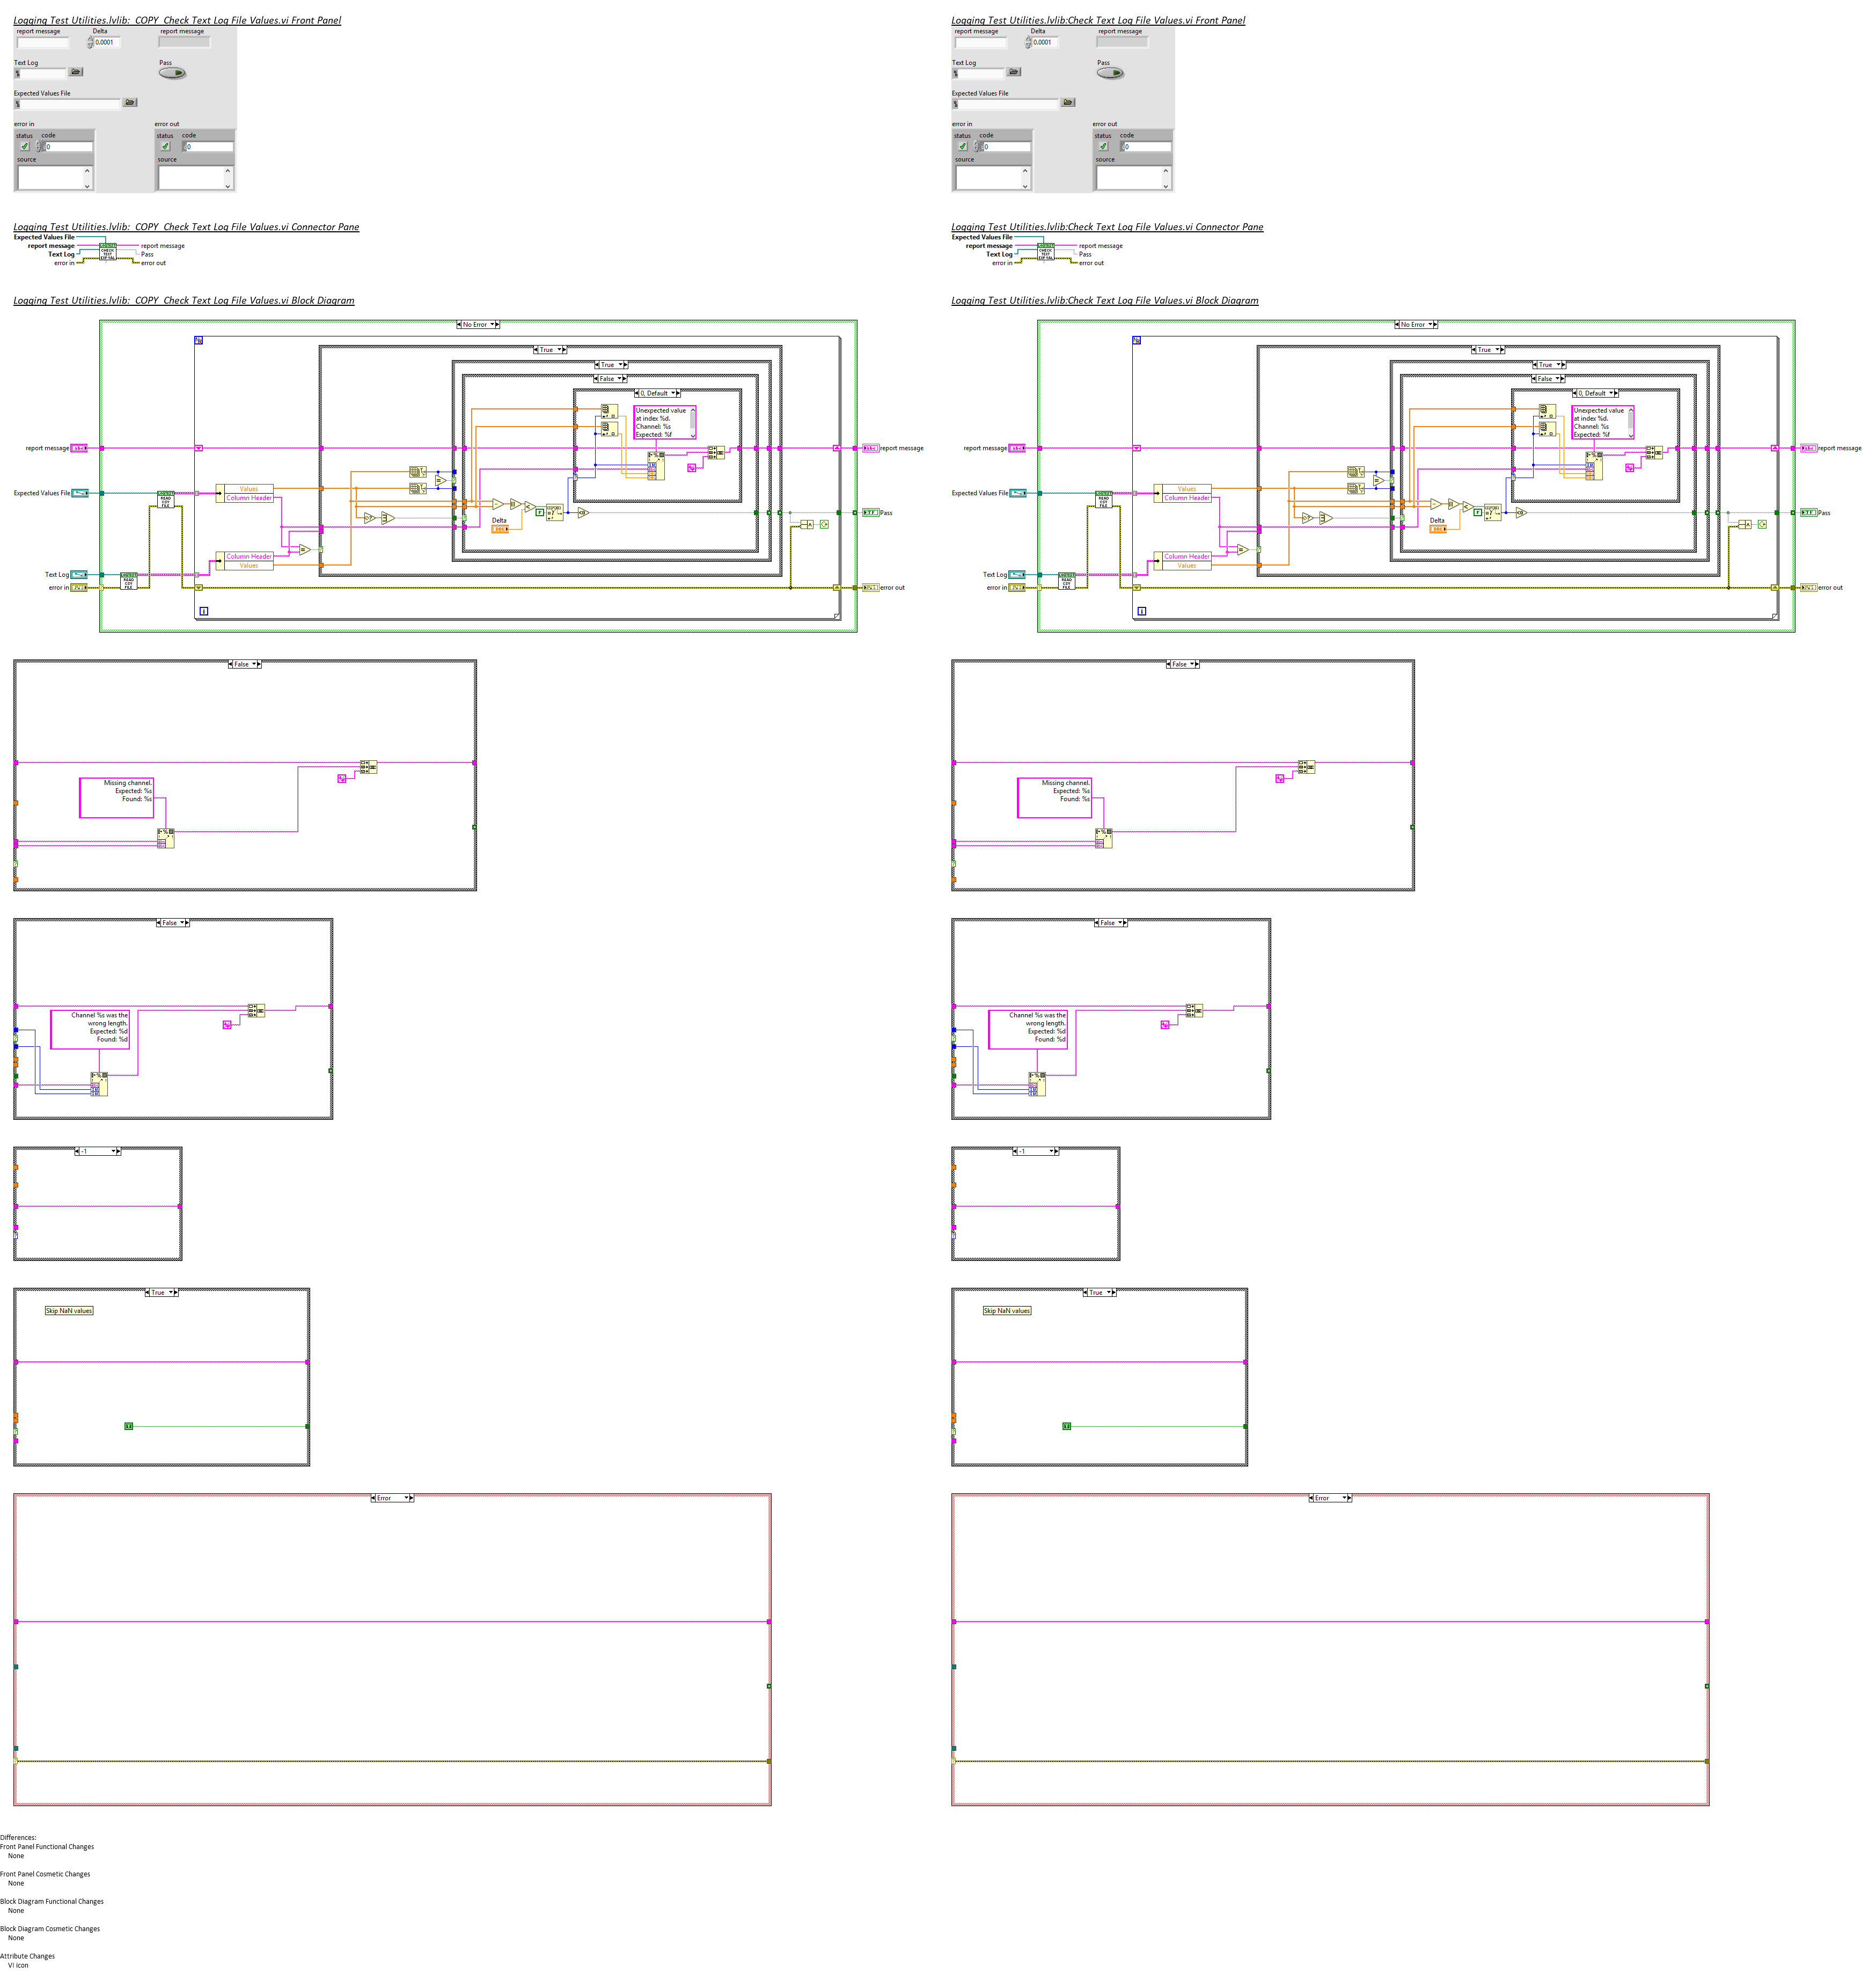 Logging Test Utilities.lvlib:_COPY_Check Text Log File Values.vi Front Panel
report message
Delta
report message
0.0001
Text Log
Pass
Expected Values File
error in
error out
status code
status code
0
0
source
source
Logging Test Utilities.lvlib:Check Text Log File Values.vi Front Panel
report message
Delta
report message
0.0001
Text Log
Pass
Expected Values File
error in
error out
status code
status code
0
0
source
source
Logging Test Utilities.lvlib:_COPY_Check Text Log File Values.vi Connector Pane
Expected Values File
report message
report message
Text Log
Pass
error in
error out
Logging Test Utilities.lvlib:Check Text Log File Values.vi Connector Pane
Expected Values File
report message
report message
Text Log
Pass
error in
error out
Logging Test Utilities.lvlib:_COPY_Check Text Log File Values.vi Block Diagram
No Error
True
True
False
0, Default
Unexpected value
at index %d.
Channel: %s
Expected: %f
report message
report message
Expected Values File
Values
Column Header
Delta
Pass
Column Header
Values
Text Log
error in
error out
Logging Test Utilities.lvlib:Check Text Log File Values.vi Block Diagram
No Error
True
True
False
0, Default
Unexpected value
at index %d.
Channel: %s
Expected: %f
report message
report message
Expected Values File
Values
Column Header
Delta
Pass
Column Header
Values
Text Log
error in
error out
False
Missing channel.
Expected: %s
Found: %s
False
Missing channel.
Expected: %s
Found: %s
False
Channel %s was the
wrong length.
Expected: %d
Found: %d
False
Channel %s was the
wrong length.
Expected: %d
Found: %d
-1
-1
True
Skip NaN values
True
Skip NaN values
Error
Error
Differences:
Front Panel Functional Changes
None
Front Panel Cosmetic Changes
None
Block Diagram Functional Changes
None
Block Diagram Cosmetic Changes
None
Attribute Changes
VI icon